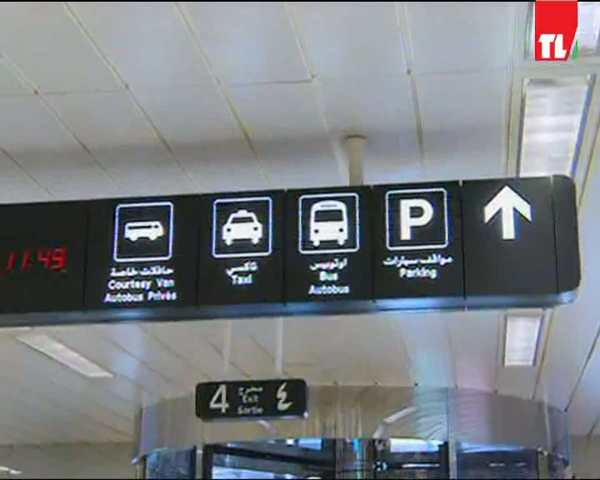 TL
11:49
حافلات خاصة
Courtesy Van
Autobus Privés
تاكسي
Taxi
اوتوبيس
Bus
Autobus
P
مواقف سيارات
Parking
4
مخرج
Exit
Sortie
٤